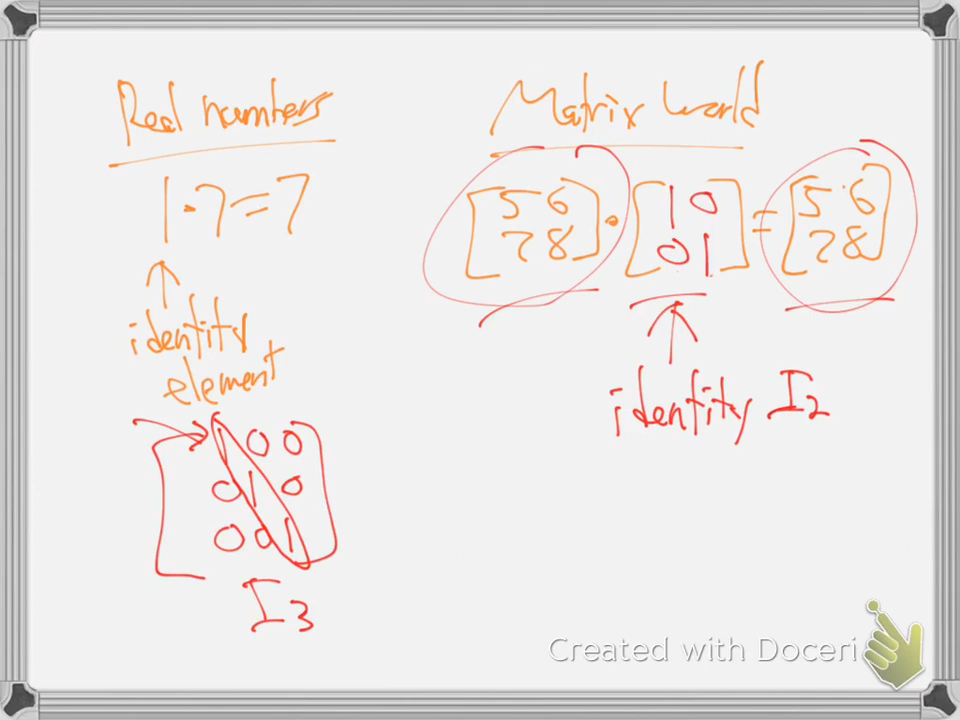 Real numbers
1·7=7
identity
element
1 0 0
0 1 0
0 0 1
I3
Matrix world
[5 6] · [1 0] = [5 6]
[7 8] [0 1] [7 8]
identity I2
Created with Doceri